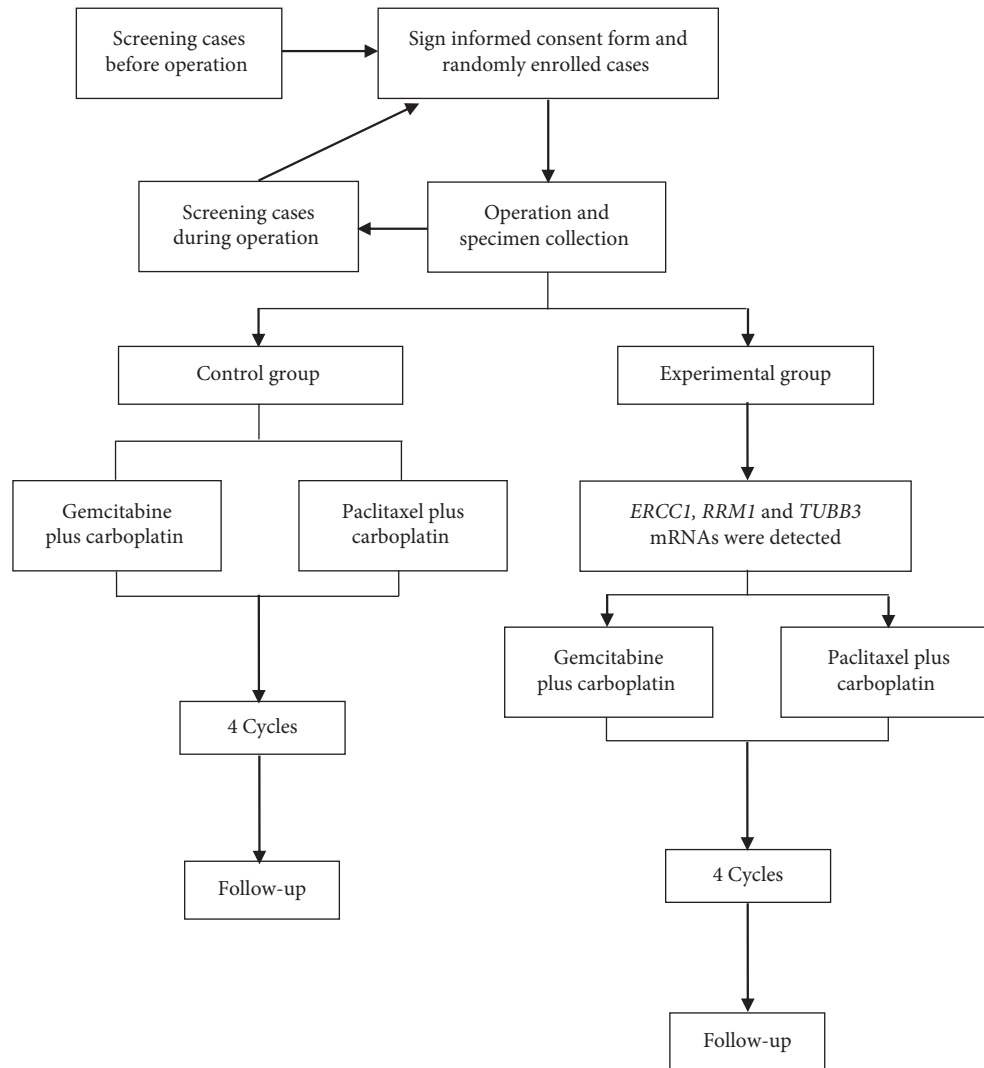 Screening cases
before operation
Sign informed consent form and
randomly enrolled cases
Screening cases
during operation
Operation and
specimen collection
Control group
Experimental group
Gemcitabine
plus carboplatin
Paclitaxel plus
carboplatin
ERCC1, RRM1 and TUBB3
mRNAs were detected
Gemcitabine
plus carboplatin
Paclitaxel plus
carboplatin
4 Cycles
4 Cycles
Follow-up
Follow-up